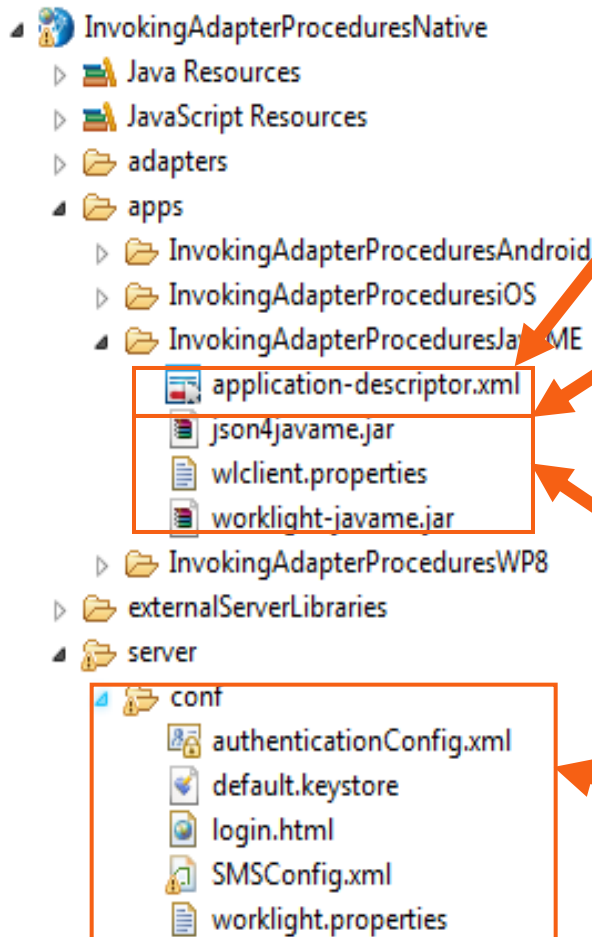 InvokingAdapterProceduresNative
Java Resources
JavaScript Resources
adapters
apps
InvokingAdapterProceduresAndroid
InvokingAdapterProceduresiOS
InvokingAdapterProceduresJavaME
application-descriptor.xml
json4javame.jar
wlclient.properties
worklight-javame.jar
InvokingAdapterProceduresWP8
externalServerLibraries
server
conf
authenticationConfig.xml
default.keystore
login.html
SMSConfig.xml
worklight.properties